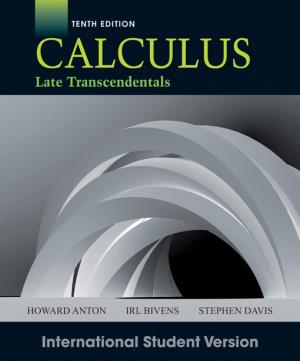 TENTH EDITION
CALCULUS
Late Transcendentals
HOWARD ANTON IRL BIVENS STEPHEN DAVIS
International Student Version